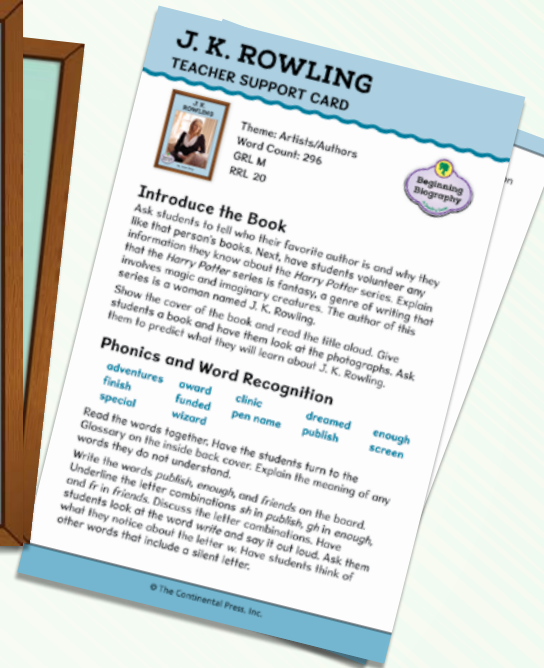 J. K. ROWLING
TEACHER SUPPORT CARD
J. K.
ROWLING
Theme: Artists/Authors
Word Count: 296
GRL M
RRL 20
Beginning
Biography
Introduce the Book
Ask students to tell who their favorite author is and why they
like that person's books. Next, have students volunteer any
information they know about the Harry Potter series. Explain
that the Harry Potter series is fantasy, a genre of writing that
involves magic and imaginary creatures. The author of this
series is a woman named J. K. Rowling.
Show the cover of the book and read the title aloud. Give
students a book and have them look at the photographs. Ask
them to predict what they will learn about J. K. Rowling.
Phonics and Word Recognition
adventures award clinic dreamed enough
finish funded pen name publish screen
special wizard
Read the words together. Have the students turn to the
Glossary on the inside back cover. Explain the meaning of any
words they do not understand.
Write the words publish, enough, and friends on the board.
Underline the letter combinations sh in publish, gh in enough,
and fr in friends. Discuss the letter combinations. Have
students look at the word write and say it out loud. Ask them
what they notice about the letter w. Have students think of
other words that include a silent letter.
© The Continental Press, Inc.